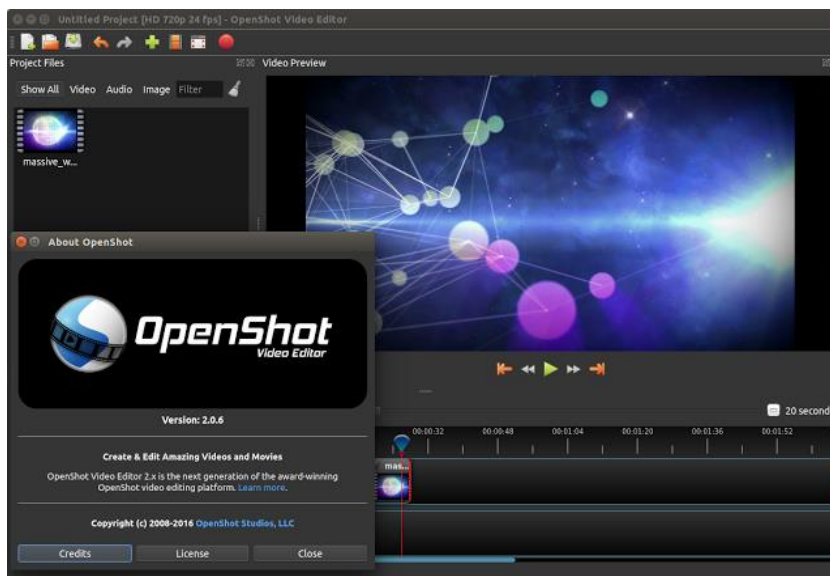 Untitled Project [HD 720p 24 fps] - OpenShot Video Editor
Project Files
Video Preview
Show All Video Audio Image Filter
massive_w...
About OpenShot
OpenShot
Video Editor
Version: 2.0.6
Create & Edit Amazing Videos and Movies
OpenShot Video Editor 2.x is the next generation of the award-winning
OpenShot video editing platform. Learn more.
Copyright (c) 2008-2016 OpenShot Studios, LLC
Credits License Close
20 second
00:00:32 00:00:48 00:01:04 00:01:20 00:01:36 00:01:52
mas...